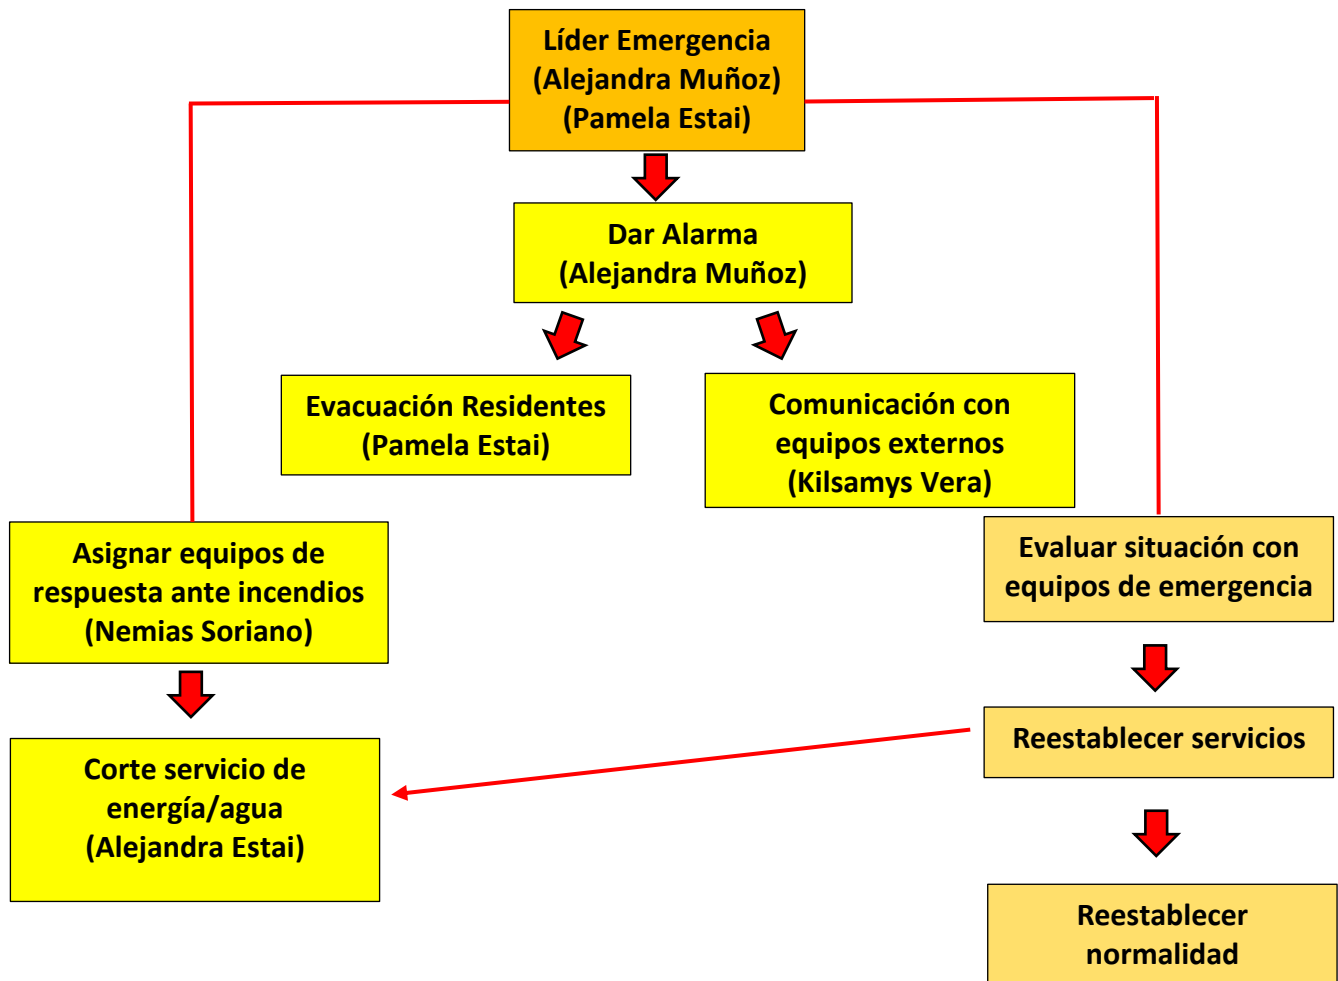 Líder Emergencia
(Alejandra Muñoz)
(Pamela Estai)
Dar Alarma
(Alejandra Muñoz)
Evacuación Residentes
(Pamela Estai)
Comunicación con
equipos externos
(Kilsamys Vera)
Asignar equipos de
respuesta ante incendios
(Nemias Soriano)
Evaluar situación con
equipos de emergencia
Corte servicio de
energía/agua
(Alejandra Estai)
Reestablecer servicios
Reestablecer
normalidad